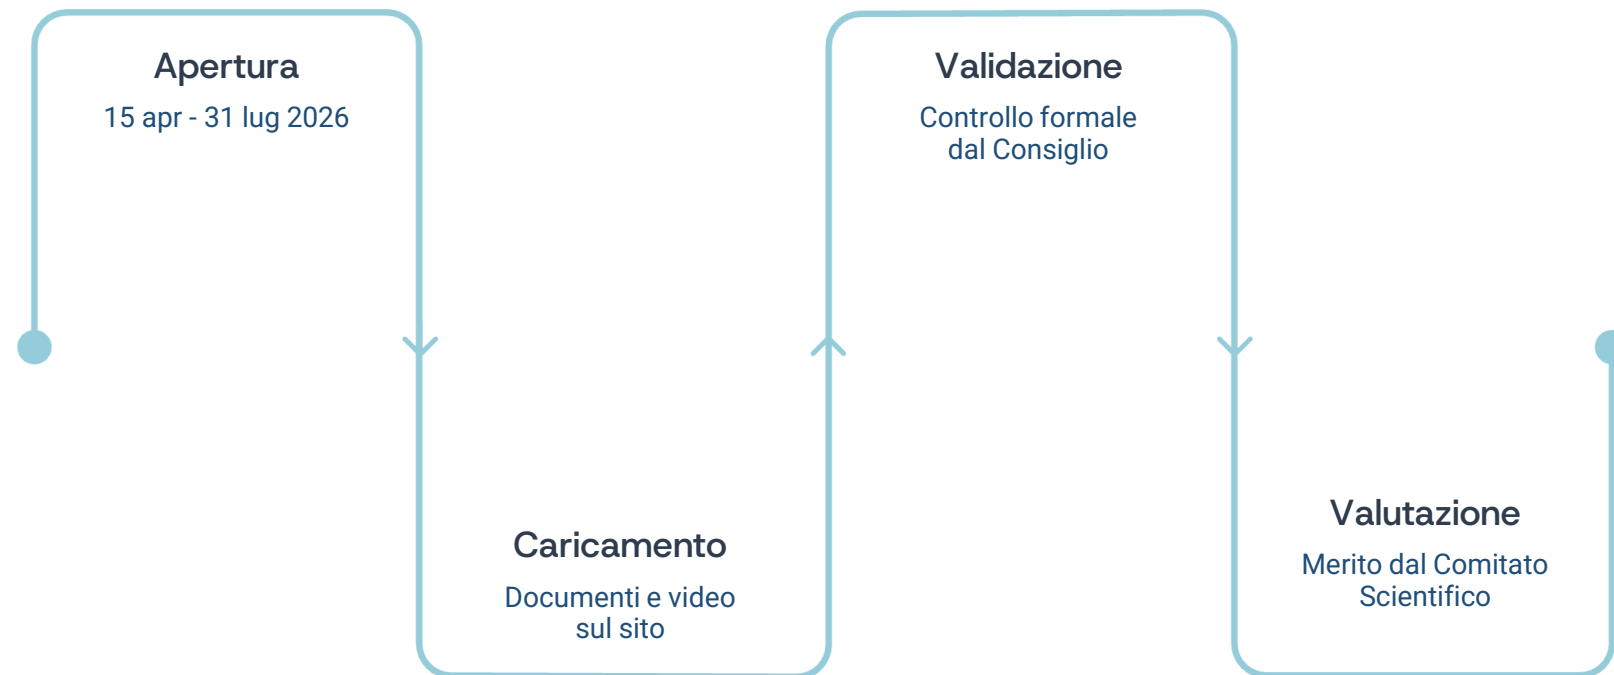 Apertura
15 apr - 31 lug 2026
Caricamento
Documenti e video
sul sito
Validazione
Controllo formale
dal Consiglio
Valutazione
Merito dal Comitato
Scientifico